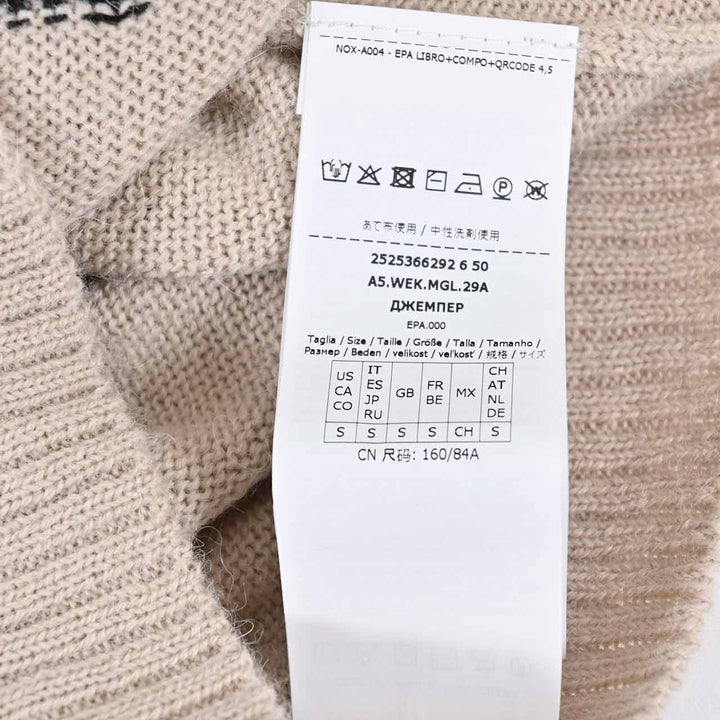 NOX-A004 - EPA LIBRO+COMPO+QRCODE 4,5
あて布使用 / 中性洗剤使用
2525366292 6 50
A5.WEK.MGL.29A
ДЖЕМПЕР
EPA.000
Taglia / Size / Taille / Größe / Talla / Tamanho /
Размер / Beden / velikost / veľkosť / 规格 / サイズ
US CA CO IT ES JP RU GB FR BE MX CH AT NL DE
S S S S CH S
CN 尺码: 160/84A